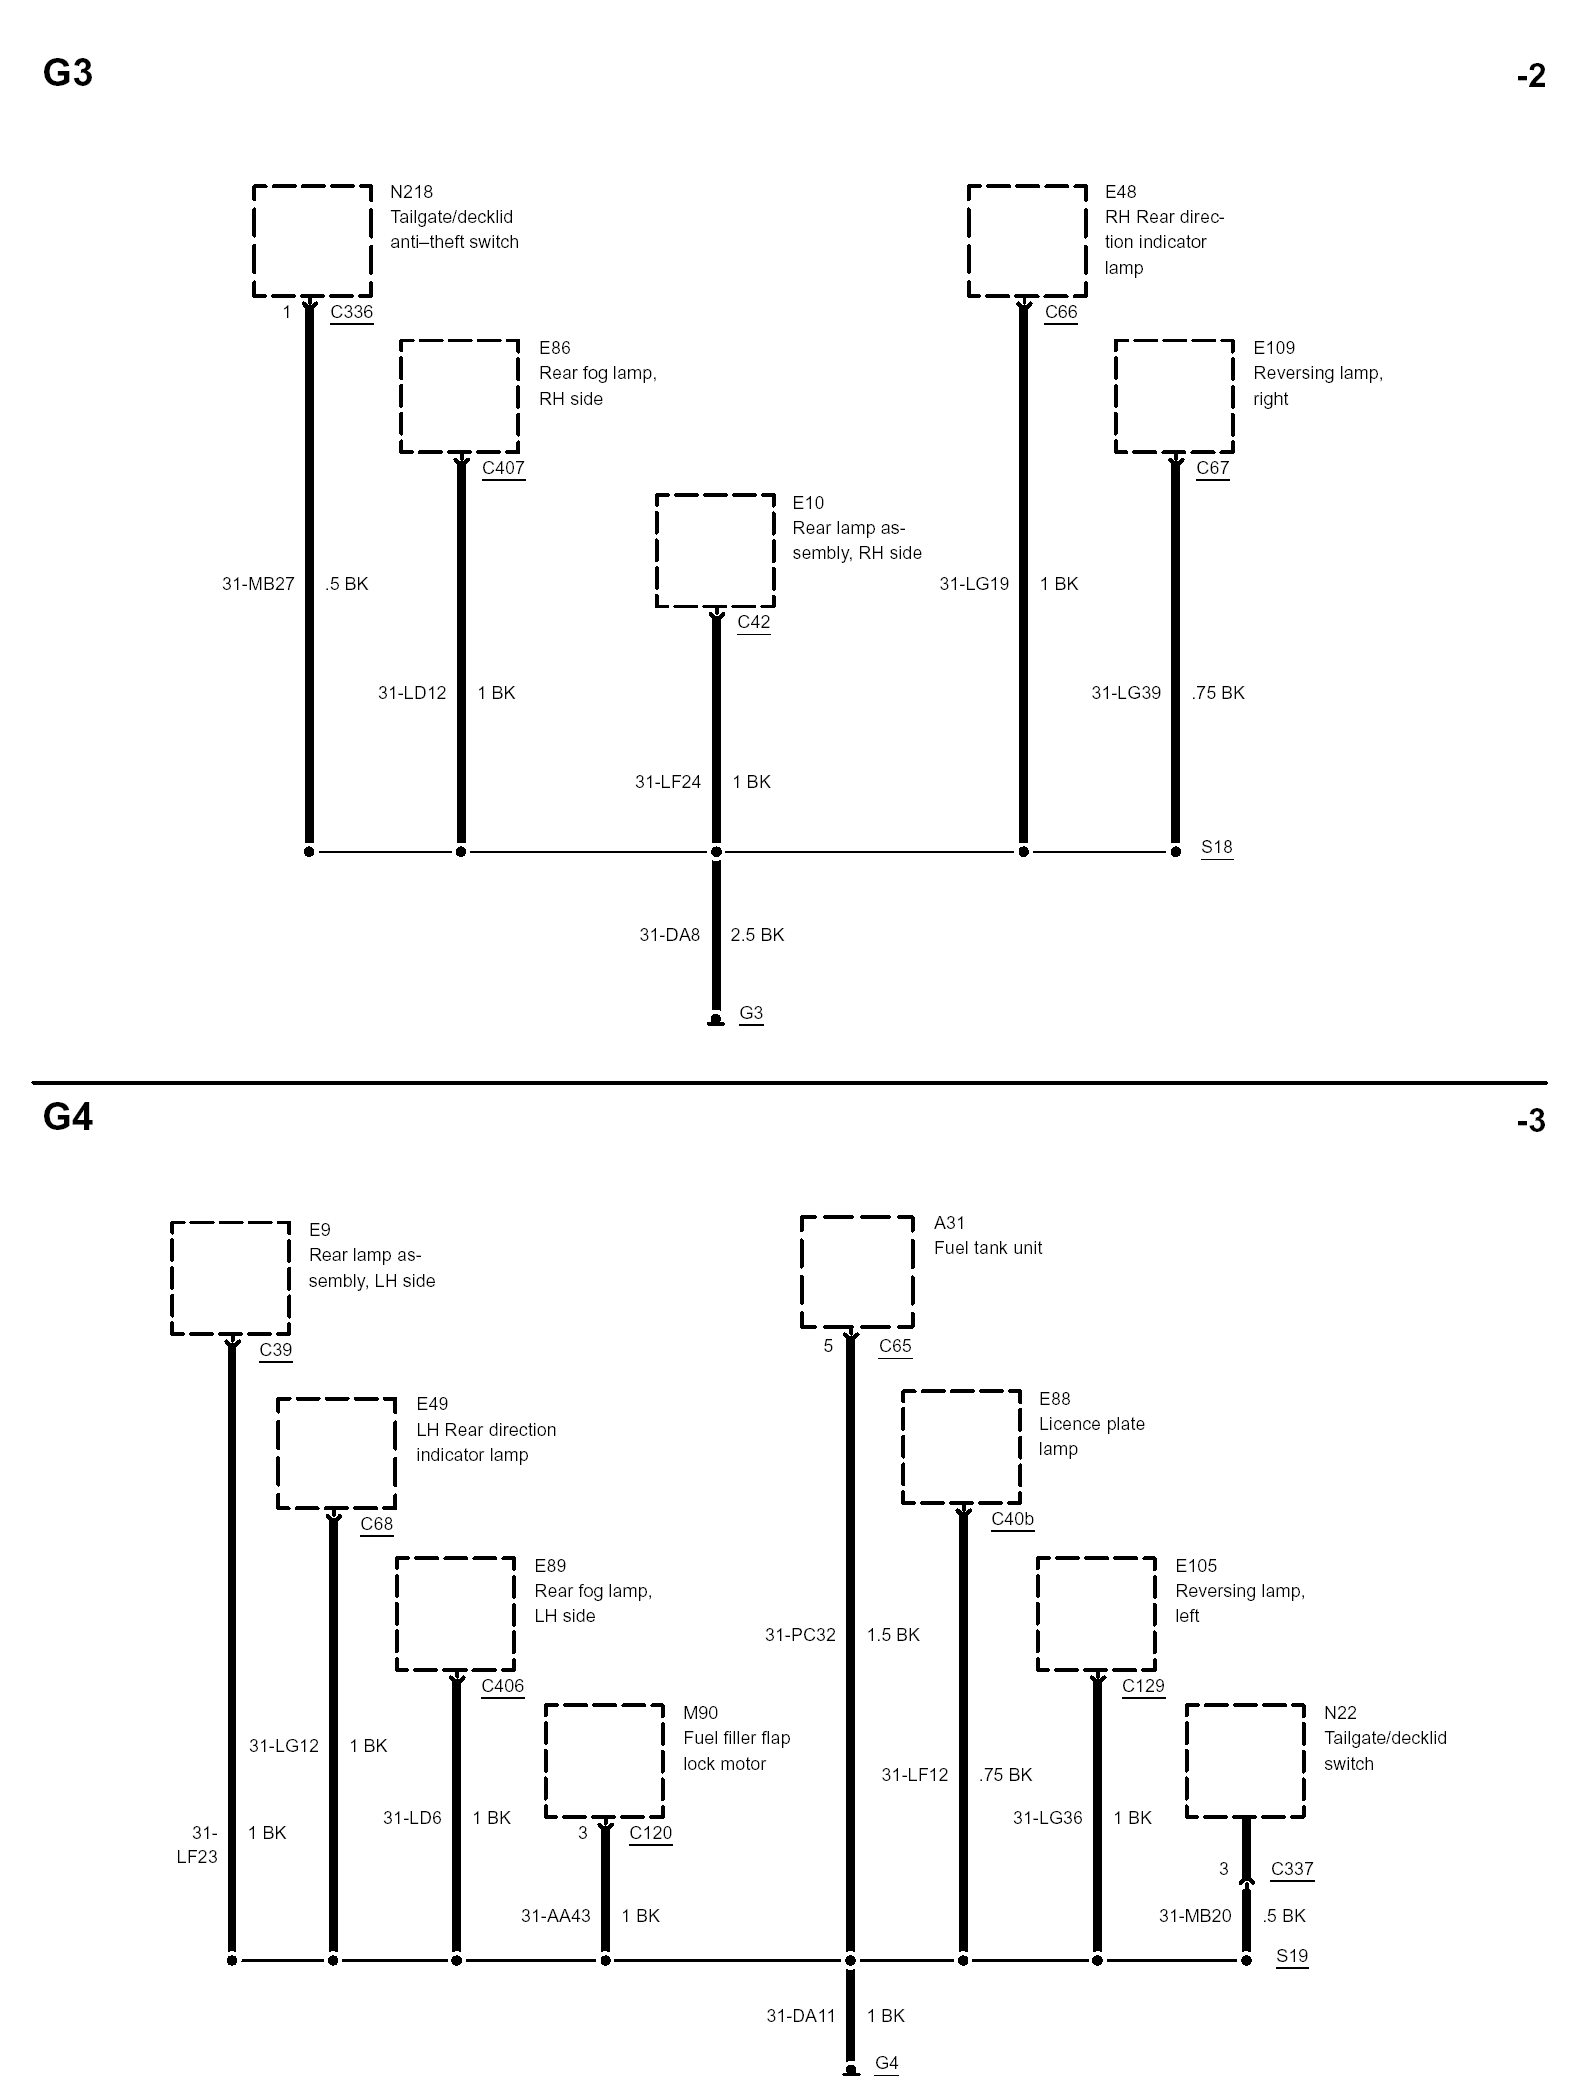 G3
-2
N218
Tailgate/decklid
anti–theft switch
1
C336
E48
RH Rear direc-
tion indicator
lamp
C66
E86
Rear fog lamp,
RH side
C407
E109
Reversing lamp,
right
C67
E10
Rear lamp as-
sembly, RH side
C42
31-MB27 .5 BK
31-LG19 1 BK
31-LD12 1 BK
31-LG39 .75 BK
31-LF24 1 BK
S18
31-DA8 2.5 BK
G3
G4
-3
E9
Rear lamp as-
sembly, LH side
C39
A31
Fuel tank unit
5
C65
E49
LH Rear direction
indicator lamp
C68
E88
Licence plate
lamp
C40b
E89
Rear fog lamp,
LH side
C406
E105
Reversing lamp,
left
C129
31-PC32 1.5 BK
M90
Fuel filler flap
lock motor
3
C120
N22
Tailgate/decklid
switch
3
C337
31-LG12 1 BK
31-LF12 .75 BK
31-LD6 1 BK
31-LG36 1 BK
31- 1 BK
LF23
31-AA43 1 BK
31-MB20 .5 BK
S19
31-DA11 1 BK
G4